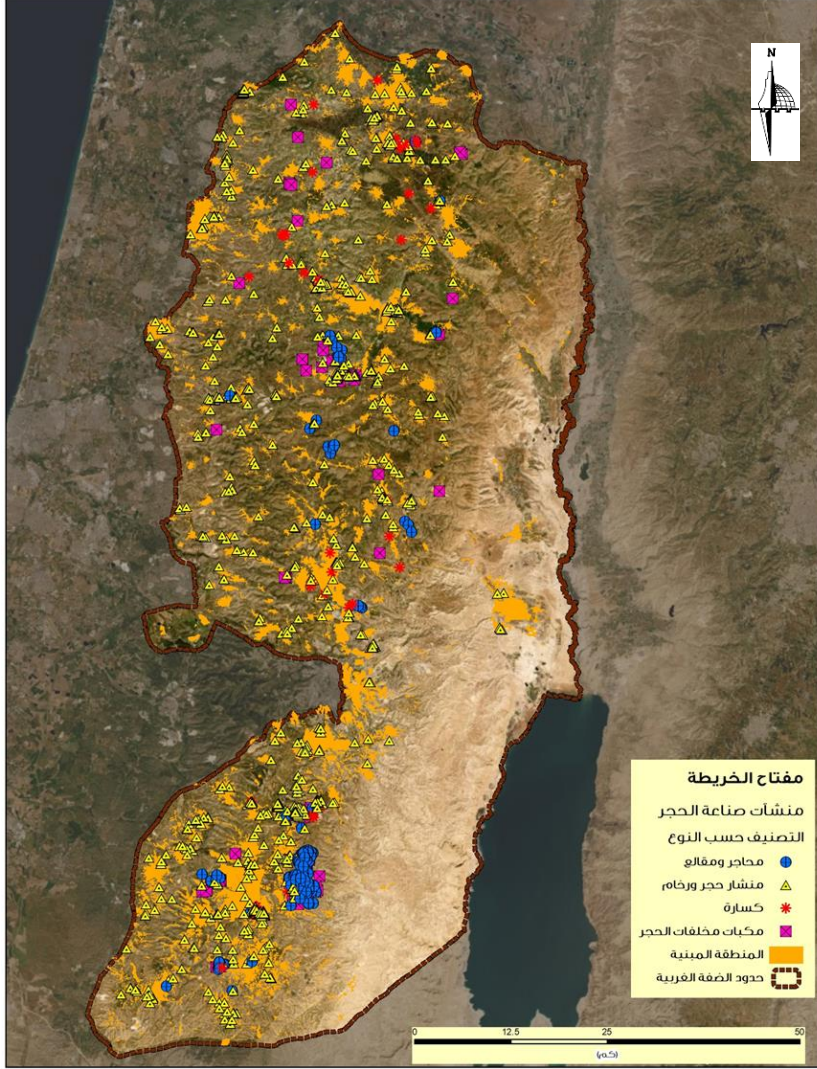 N
مفتاح الخريطة
منشآت صناعة الحجر
التصنيف حسب النوع
محاجر ومقالع
منشار حجر ورخام
كسارة
مكبات مخلفات الحجر
المنطقة المبنية
حدود الضفة الغربية
0 12.5 25 50
(كم)